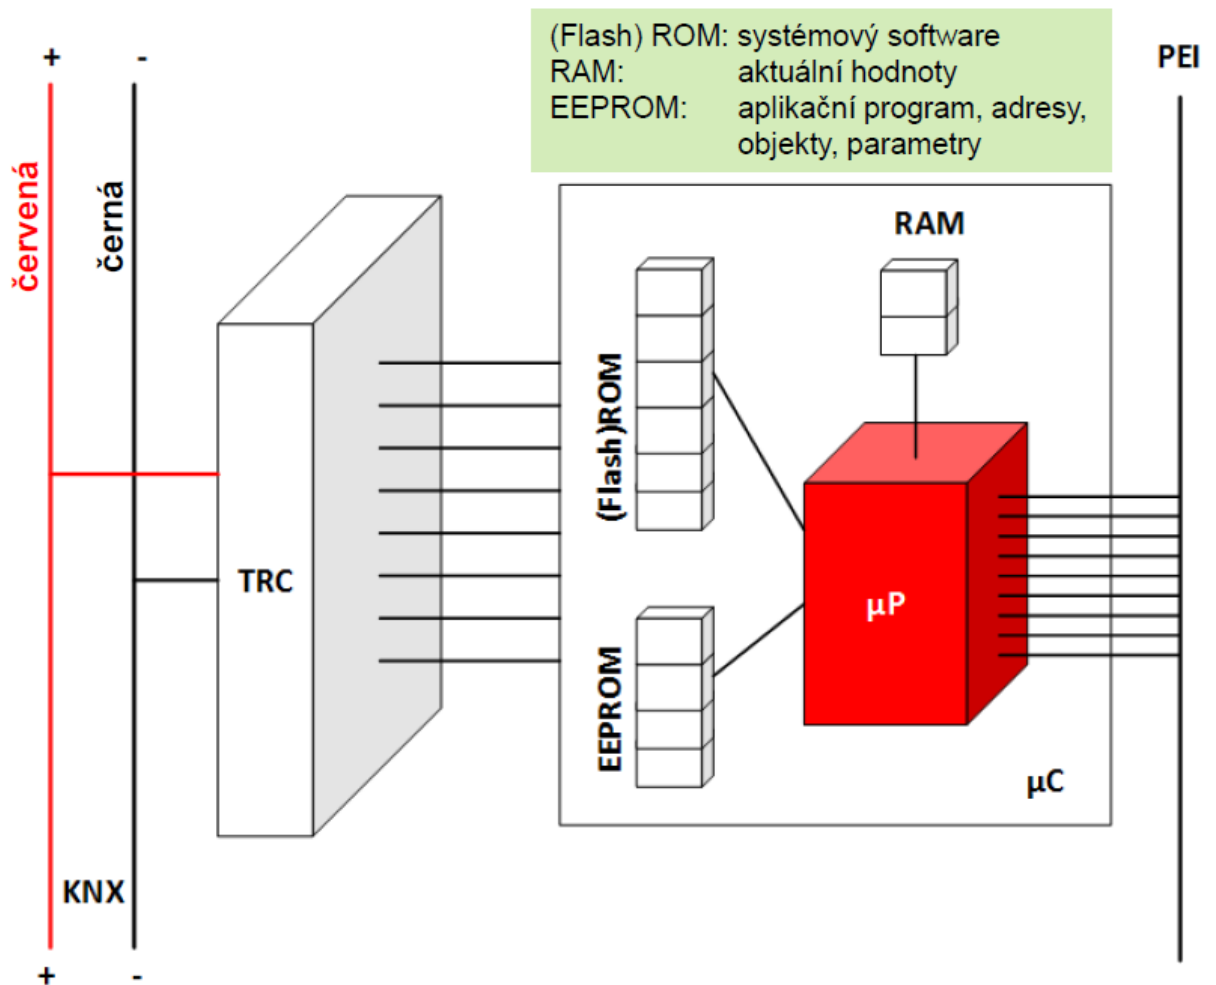 (Flash) ROM: systémový software
RAM: aktuální hodnoty
EEPROM: aplikační program, adresy,
objekty, parametry
+
-
PEI
červená
černá
RAM
(Flash)ROM
TRC
µP
EEPROM
µC
KNX
+
-